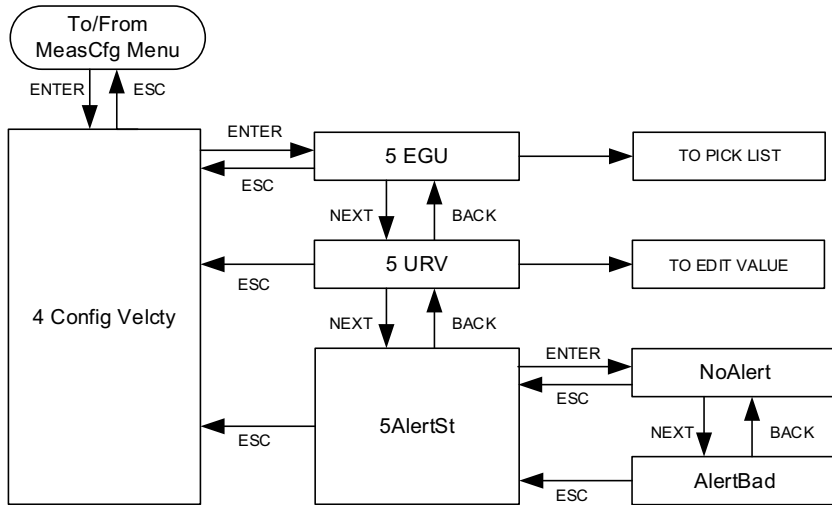 To/From
MeasCfg Menu
ENTER
ESC
ENTER
5 EGU
TO PICK LIST
ESC
NEXT
BACK
5 URV
TO EDIT VALUE
ESC
4 Config Velcty
NEXT
BACK
ENTER
NoAlert
ESC
5AlertSt
ESC
NEXT
BACK
AlertBad
ESC